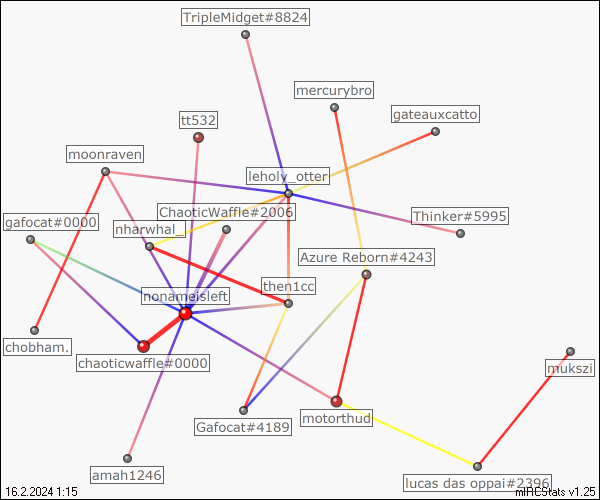 TripleMidget#8824
mercurybro
gateauxcatto
tt532
moonraven
leholy_otter
ChaoticWaffle#2006
Thinker#5995
gafocat#0000
nharwhal_
Azure Reborn#4243
then1cc
nonameisleft
chobham.
chaoticwaffle#0000
mukszi
Gafocat#4189
motorthud
amah1246
lucas das oppai#2396
16.2.2024 1:15
mIRCStats v1.25